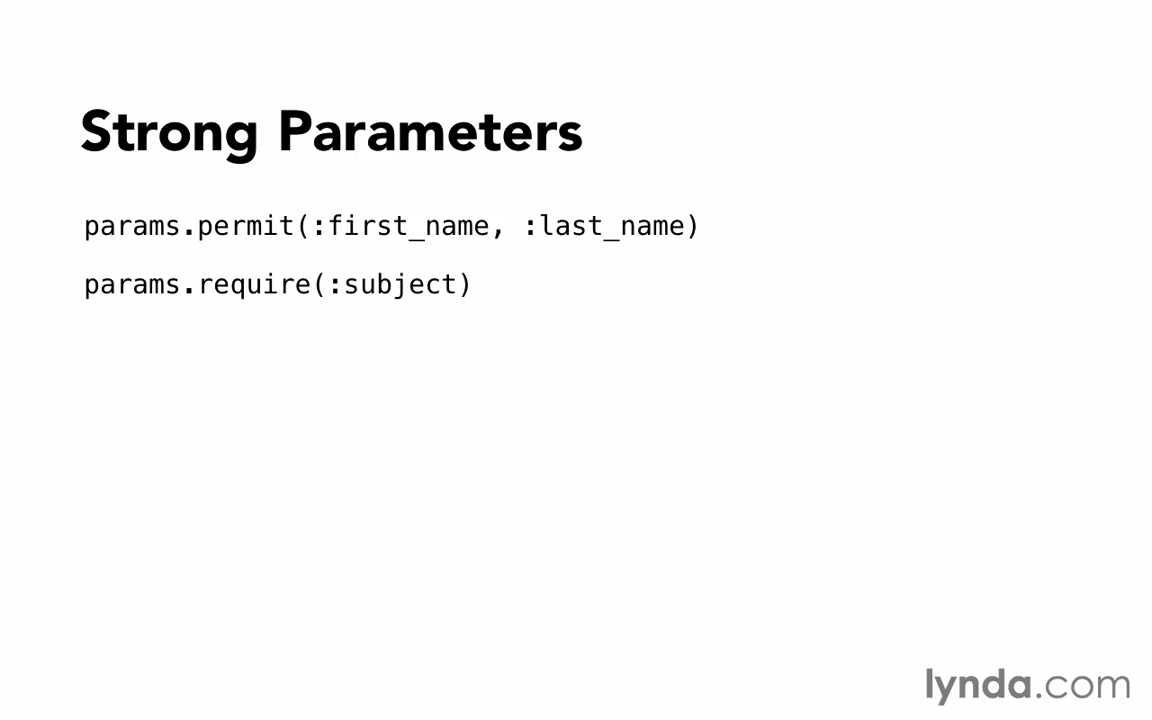 Strong Parameters
params.permit(:first_name, :last_name)
params.require(:subject)
lynda.com